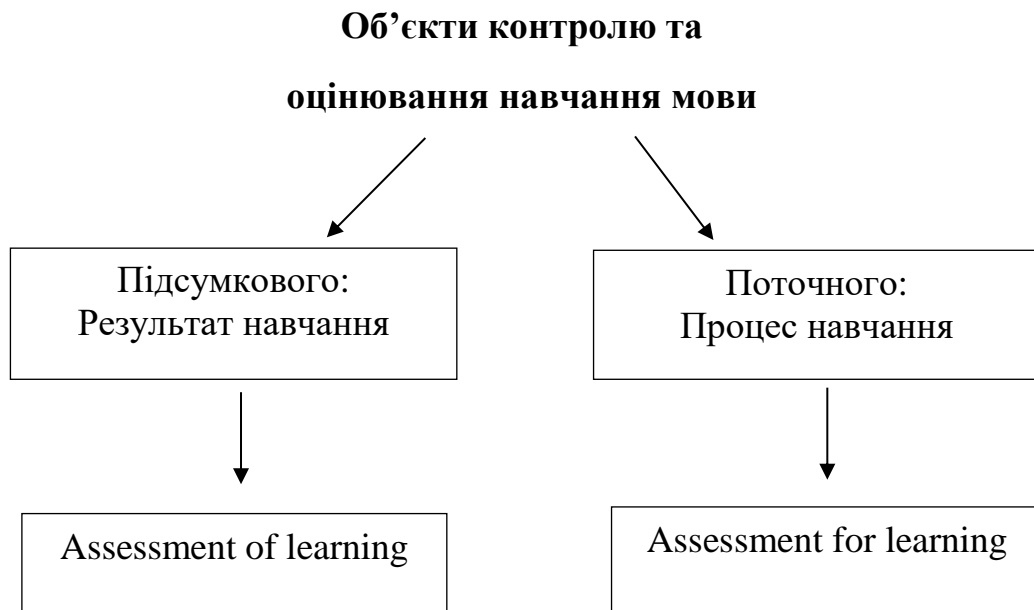 Об’єкти контролю та
оцінювання навчання мови
Підсумкового:
Результат навчання
Поточного:
Процес навчання
Assessment of learning
Assessment for learning